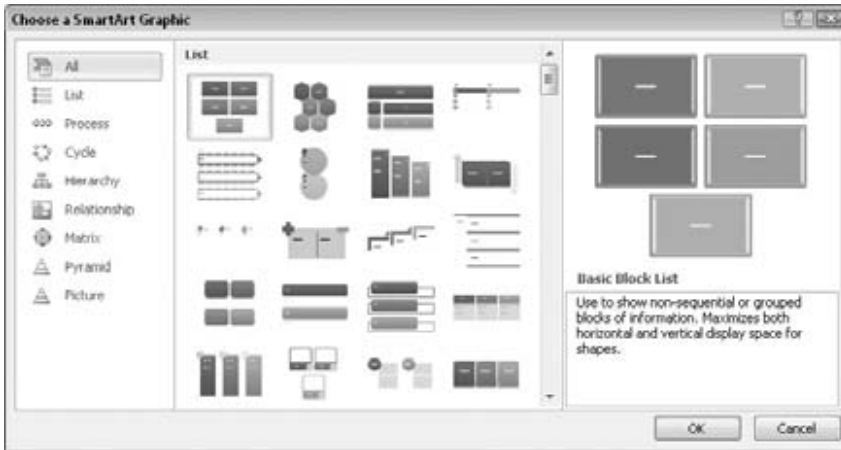 Choose a SmartArt Graphic
All
List
Process
Cycle
Hierarchy
Relationship
Matrix
Pyramid
Picture
List
Basic Block List
Use to show non-sequential or grouped
blocks of information. Maximizes both
horizontal and vertical display space for
shapes.
OK
Cancel